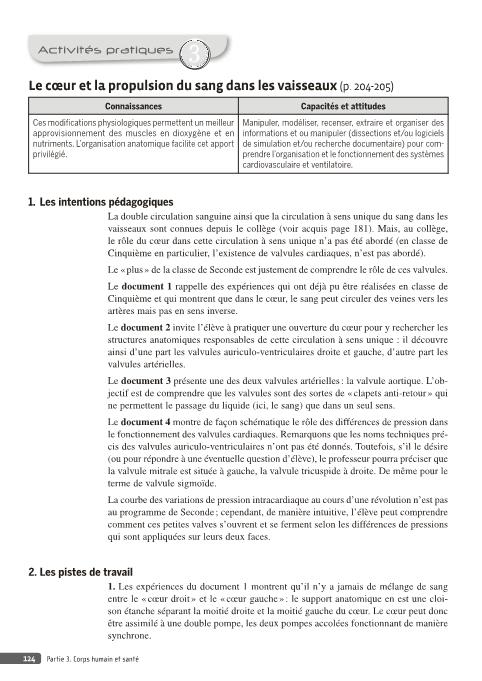 Activités pratiques 3
Le cœur et la propulsion du sang dans les vaisseaux (p. 204-205)
Connaissances
Capacités et attitudes
Ces modifications physiologiques permettent un meilleur
approvisionnement des muscles en dioxygène et en
nutriments. L'organisation anatomique facilite cet apport
privilégié.
Manipuler, modéliser, recenser, extraire et organiser des
informations et ou manipuler (dissections et/ou logiciels
de simulation et/ou recherche documentaire) pour com-
prendre l'organisation et le fonctionnement des systèmes
cardiovasculaire et ventilatoire.
1. Les intentions pédagogiques
La double circulation sanguine ainsi que la circulation à sens unique du sang dans les
vaisseaux sont connues depuis le collège (voir acquis page 181). Mais, au collège,
le rôle du cœur dans cette circulation à sens unique n'a pas été abordé (en classe de
Cinquième en particulier, l'existence de valvules cardiaques, n'est pas abordé).
Le « plus » de la classe de Seconde est justement de comprendre le rôle de ces valvules.
Le document 1 rappelle des expériences qui ont déjà pu être réalisées en classe de
Cinquième et qui montrent que dans le cœur, le sang peut circuler des veines vers les
artères mais pas en sens inverse.
Le document 2 invite l'élève à pratiquer une ouverture du cœur pour y rechercher les
structures anatomiques responsables de cette circulation à sens unique : il découvre
ainsi d'une part les valvules auriculo-ventriculaires droite et gauche, d'autre part les
valvules artérielles.
Le document 3 présente une des deux valvules artérielles : la valvule aortique. L'ob-
jectif est de comprendre que les valvules sont des sortes de « clapets anti-retour » qui
ne permettent le passage du liquide (ici, le sang) que dans un seul sens.
Le document 4 montre de façon schématique le rôle des différences de pression dans
le fonctionnement des valvules cardiaques. Remarquons que les noms techniques pré-
cis des valvules auriculo-ventriculaires n'ont pas été donnés. Toutefois, s'il le désire
(ou pour répondre à une éventuelle question d'élève), le professeur pourra préciser que
la valvule mitrale est située à gauche, la valvule tricuspide à droite. De même pour le
terme de valvule sigmoïde.
La courbe des variations de pression intracardiaque au cours d'une révolution n'est pas
au programme de Seconde ; cependant, de manière intuitive, l'élève peut comprendre
comment ces petites valves s'ouvrent et se ferment selon les différences de pressions
qui sont appliquées sur leurs deux faces.
2. Les pistes de travail
1. Les expériences du document 1 montrent qu'il n'y a jamais de mélange de sang
entre le « cœur droit » et le « cœur gauche » : le support anatomique en est une cloi-
son étanche séparant la moitié droite et la moitié gauche du cœur. Le cœur peut donc
être assimilé à une double pompe, les deux pompes accolées fonctionnant de manière
synchrone.
124 Partie 3. Corps humain et santé